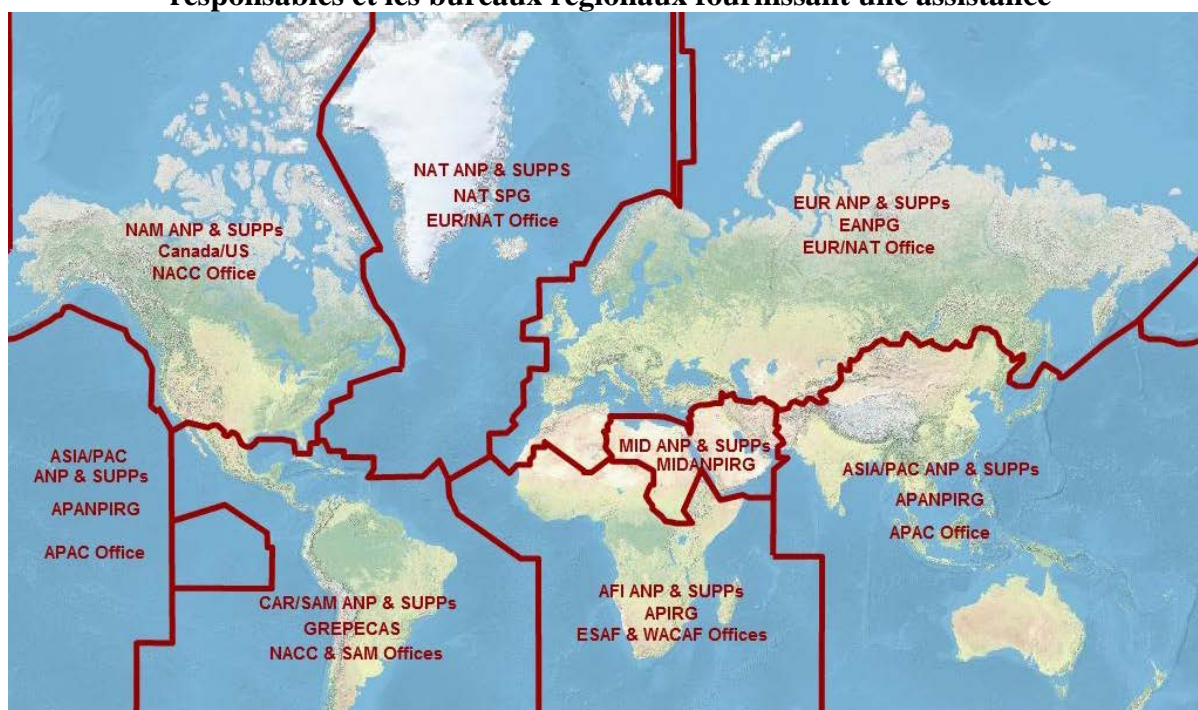 responsables et les bureaux régionaux fournissant une assistance
NAT ANP & SUPPS
NAT SPG
EUR/NAT Office
EUR ANP & SUPPs
EANPG
EUR/NAT Office
NAM ANP & SUPPs
Canada/US
NACC Office
MID ANP & SUPPs
MIDANPIRG
ASIA/PAC
ANP & SUPPs
APANPIRG
APAC Office
ASIA/PAC ANP & SUPPs
APANPIRG
APAC Office
CAR/SAM ANP & SUPPs
GREPECAS
NACC & SAM Offices
AFI ANP & SUPPs
APIRG
ESAF & WACAF Offices